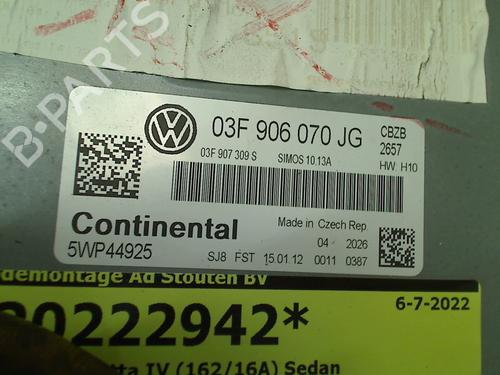 B-PARTS
03F 906 070 JG
CBZB
2657
HW H10
03F 907 309 S SIMOS 10.13A
Continental
5WP44925
Made in Czech Rep.
04 2026
SJ8 FST 15.01.12 0011 0387
demontage Ad Stouten BV
6-7-2022
20222942*
tta IV (162/16A) Sedan